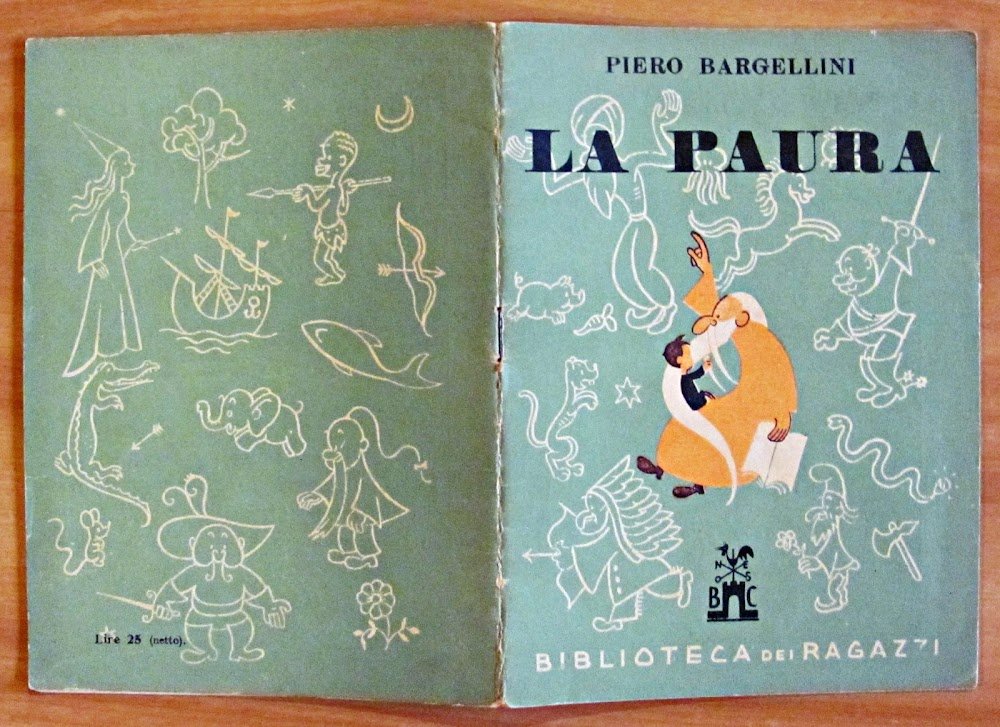 PIERO BARGELLINI
LA PAURA
N E S O
B C
BIBLIOTECA DEI RAGAZZI
Lire 25 (netto).